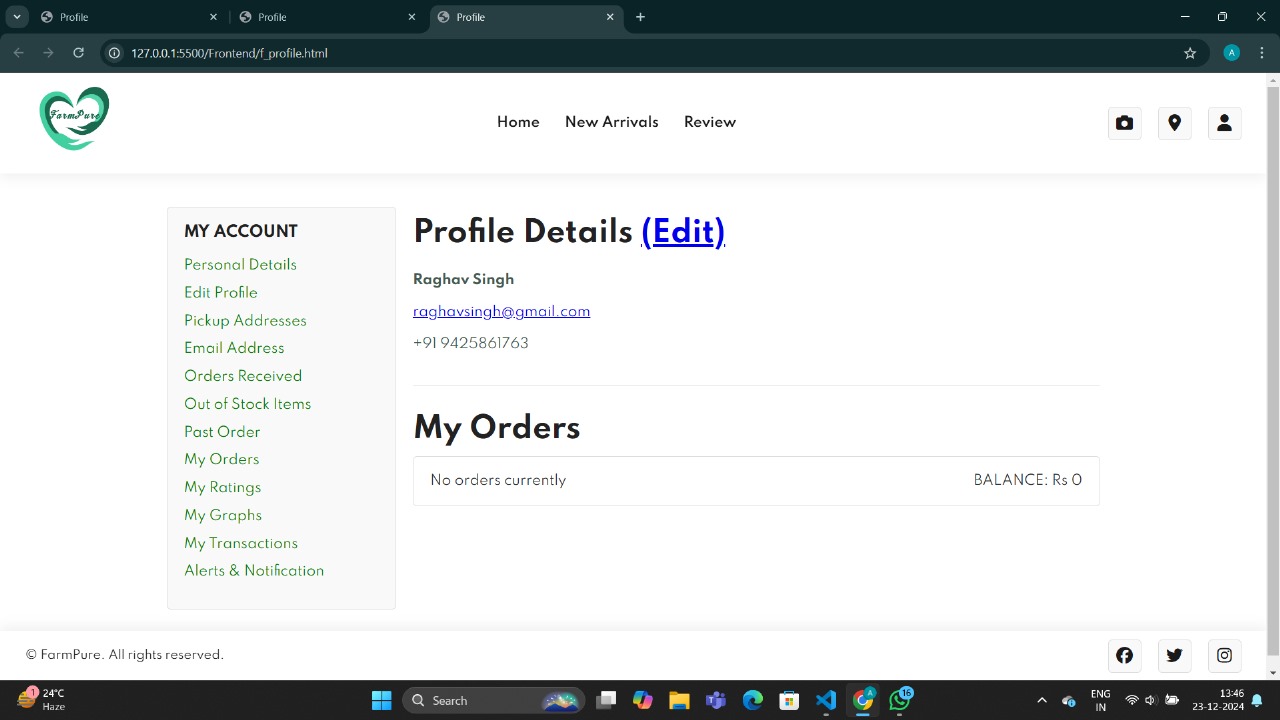 Profile
Profile
Profile
127.0.0.1:5500/Frontend/f_profile.html
A
FarmPure
Home
New Arrivals
Review
MY ACCOUNT
Personal Details
Edit Profile
Pickup Addresses
Email Address
Orders Received
Out of Stock Items
Past Order
My Orders
My Ratings
My Graphs
My Transactions
Alerts & Notification
Profile Details (Edit)
Raghav Singh
raghavsingh@gmail.com
+91 9425861763
My Orders
No orders currently
BALANCE: Rs 0
© FarmPure. All rights reserved.
1
24°C
Haze
Search
A
16
ENG
IN
13:46
23-12-2024